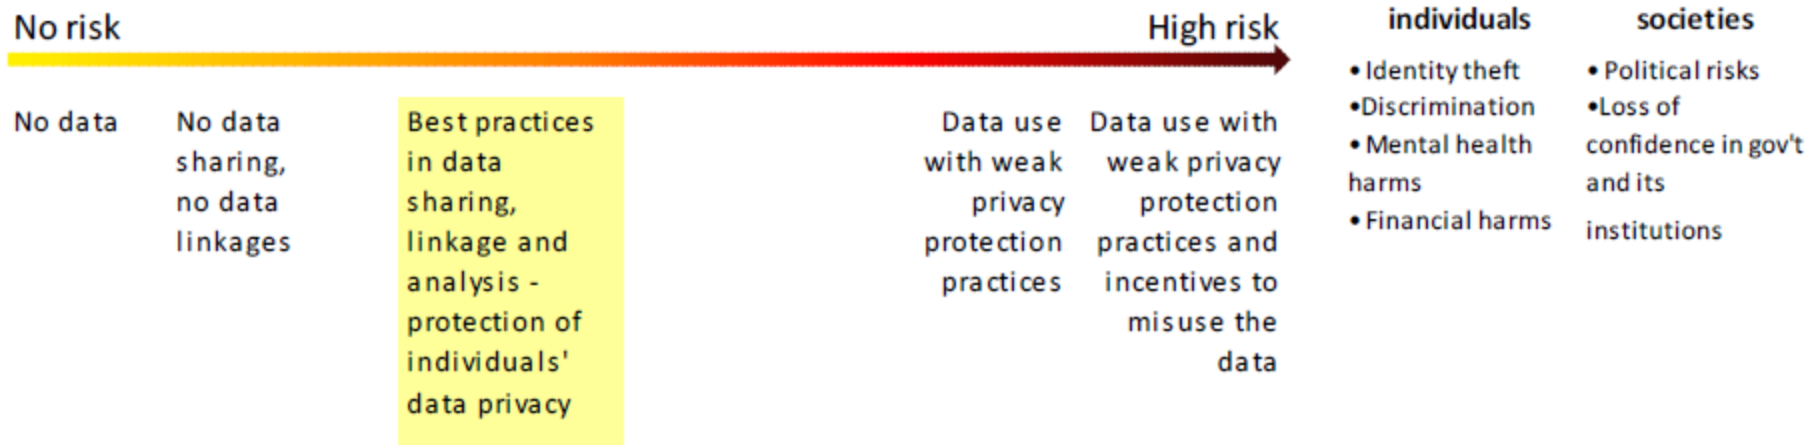 No risk
High risk
No data
No data
sharing,
no data
linkages
Best practices
in data
sharing,
linkage and
analysis -
protection of
individuals'
data privacy
Data use
with weak
privacy
protection
practices
Data use with
weak privacy
protection
practices and
incentives to
misuse the
data
individuals
• Identity theft
•Discrimination
• Mental health
harms
• Financial harms
societies
• Political risks
•Loss of
confidence in gov't
and its
institutions